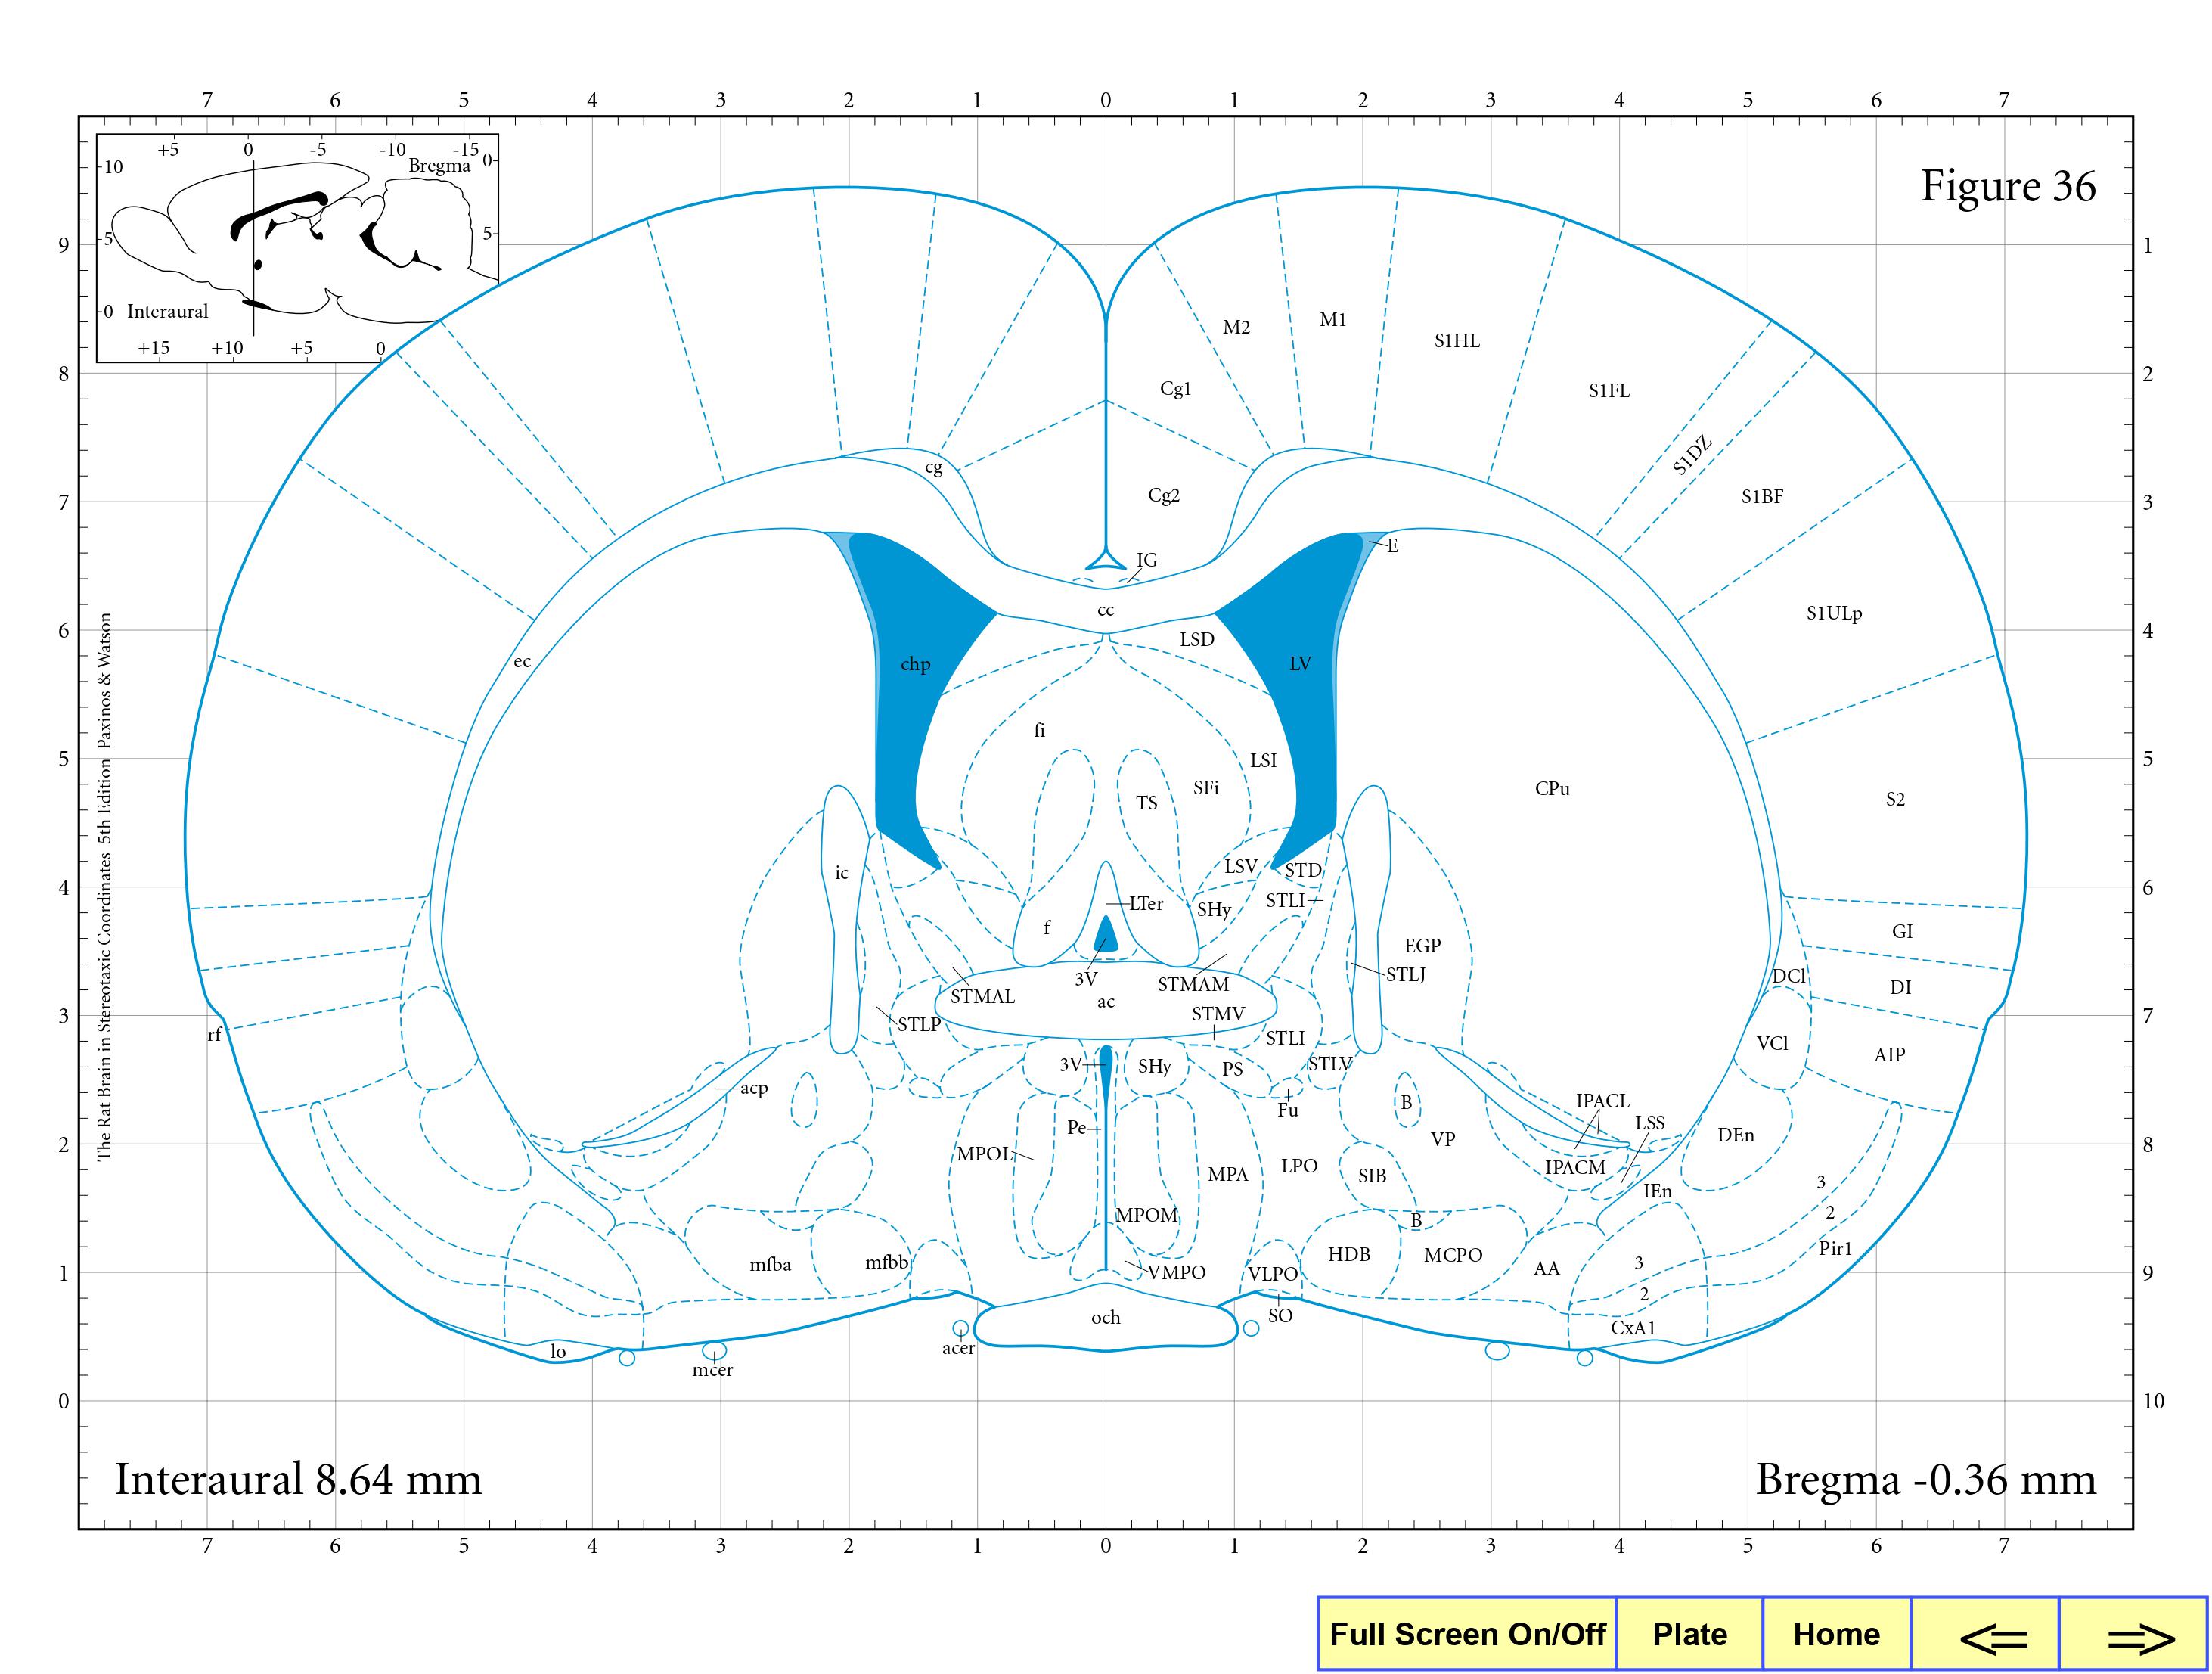 7 6 5 4 3 2 1 0 1 2 3 4 5 6 7
+5 0 -5 -10 -15
Bregma
10
0
5
5
0 Interaural
+15 +10 +5 0
Figure 36
9 1
8 2
7 3
6 4
5 5
4 6
3 7
2 8
1 9
0 10
The Rat Brain in Stereotaxic Coordinates 5th Edition Paxinos & Watson
M2
M1
S1HL
Cg1
S1FL
S1DZ
cg
Cg2
S1BF
E
IG
cc
S1ULp
LSD
ec
chp
LV
fi
LSI
SFi
CPu
TS
S2
LSV
STD
ic
STLI
LTer
SHy
f
GI
EGP
STLJ
3V
STMAM
DCl
DI
STMAL
ac
STMV
STLP
rf
STLI
VCl
AIP
3V
SHy
PS
STLV
acp
IPACL
B
Fu
LSS
Pe
DEn
VP
MPOL
LPO
IPACM
MPA
SIB
3
IEn
2
MPOM
B
Pir1
mfba
mfbb
HDB
MCPO
3
AA
VMPO
VLPO
2
SO
och
CxA1
acer
lo
mcer
Interaural 8.64 mm
Bregma -0.36 mm
7 6 5 4 3 2 1 0 1 2 3 4 5 6 7
Full Screen On/Off Plate Home <= =>